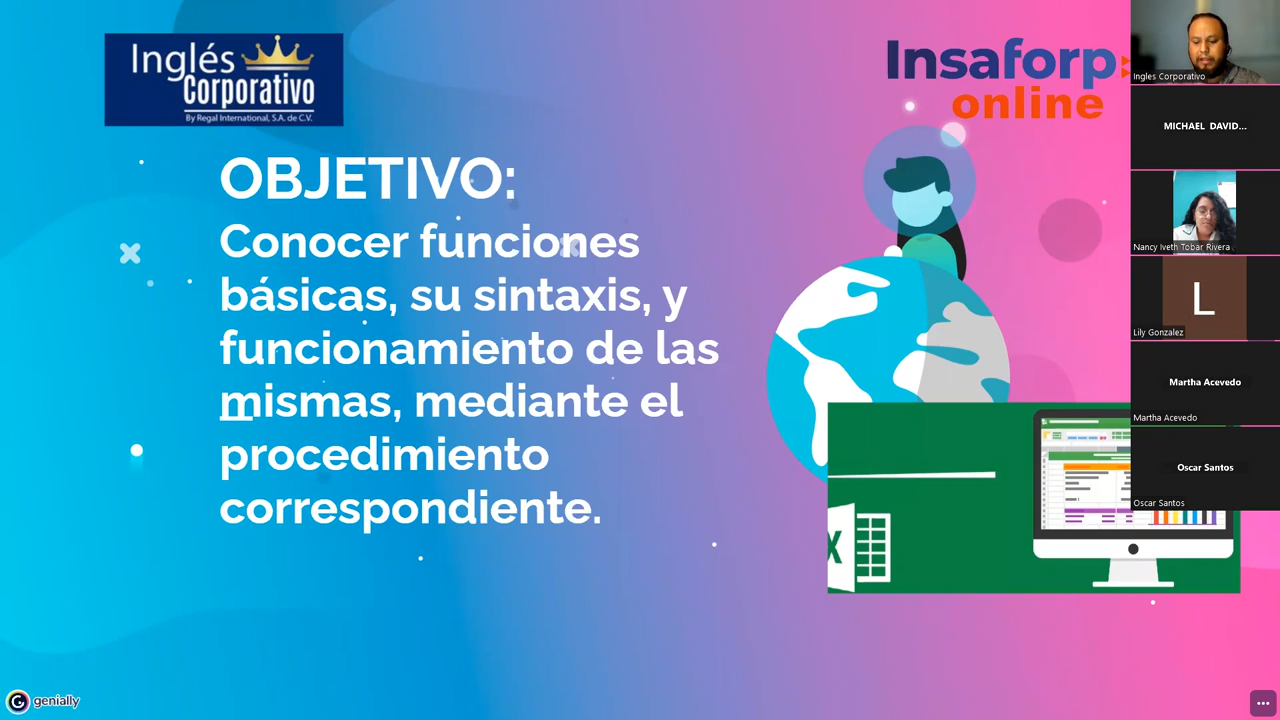 Inglés
Corporativo
By Regal International, S.A. de C.V.
Insaforp
online
OBJETIVO:
Conocer funciones
básicas, su sintaxis, y
funcionamiento de las
mismas, mediante el
procedimiento
correspondiente.
X
genially
Ingles Corporativo
MICHAEL DAVID...
Nancy Iveth Tobar Rivera
L
Lily Gonzalez
Martha Acevedo
Martha Acevedo
Oscar Santos
Oscar Santos